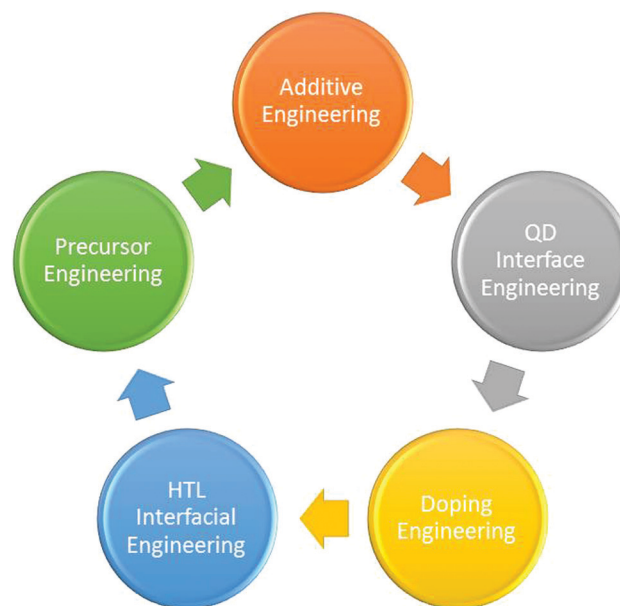 Additive
Engineering
QD
Interface
Engineering
Doping
Engineering
HTL
Interfacial
Engineering
Precursor
Engineering